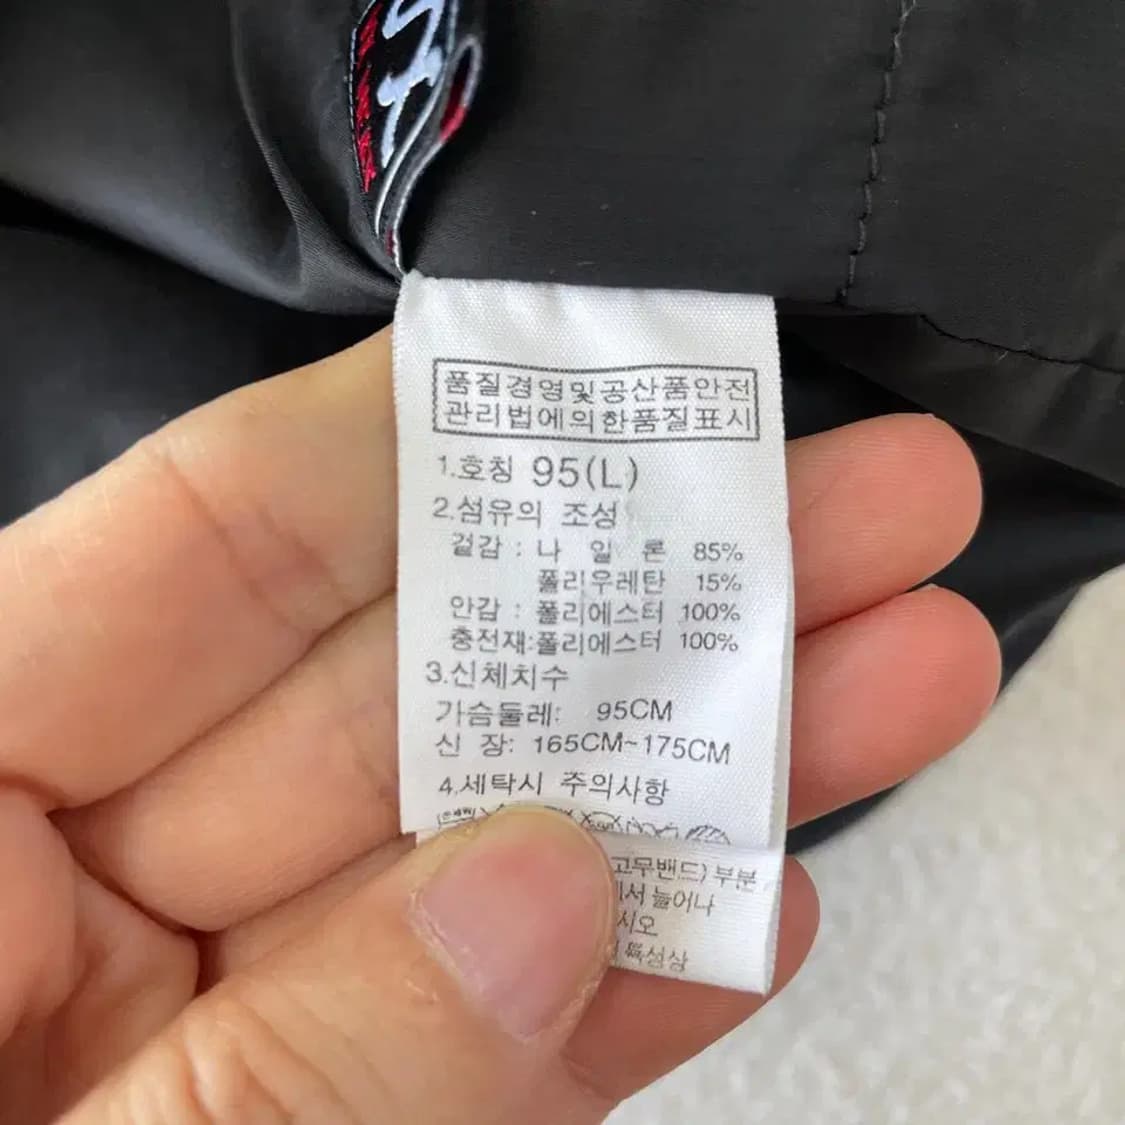 품질경영및공산품안전
관리법에의한품질표시
1.호칭 95(L)
2.섬유의 조성
겉감 : 나 일 론 85%
폴리우레탄 15%
안감 : 폴리에스터 100%
충전재:폴리에스터 100%
3.신체치수
가슴둘레: 95CM
신 장: 165CM~175CM
4.세탁시 주의사항
고무밴드) 부분
서 늘어나
시오